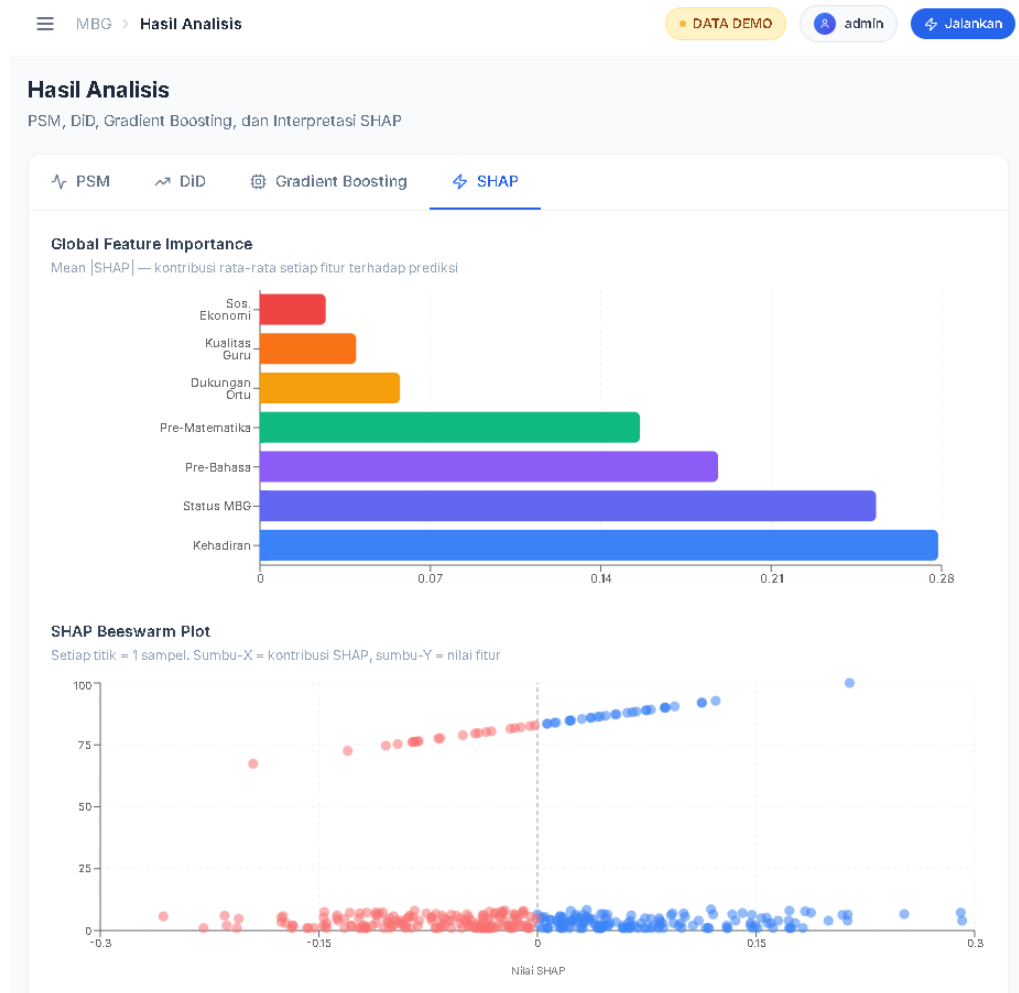 MBG > Hasil Analisis
DATA DEMO
admin
Jalankan
Hasil Analisis
PSM, DiD, Gradient Boosting, dan Interpretasi SHAP
PSM
DiD
Gradient Boosting
SHAP
Global Feature Importance
Mean |SHAP| — kontribusi rata-rata setiap fitur terhadap prediksi
Sos.
Ekonomi
Kualitas
Guru
Dukungan
Ortu
Pre-Matematika
Pre-Bahasa
Status MBG
Kehadiran
0
0.07
0.14
0.21
0.28
SHAP Beeswarm Plot
Setiap titik = 1 sampel. Sumbu-X = kontribusi SHAP, sumbu-Y = nilai fitur
100
75
50
25
0
-0.3
-0.15
0
0.15
0.3
Nilai SHAP